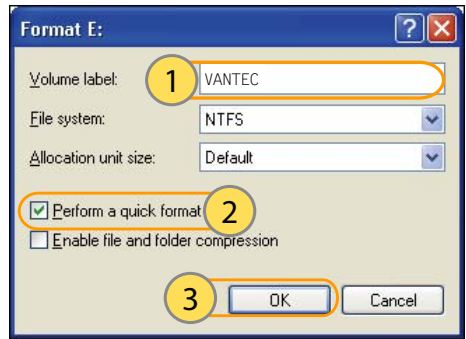 Format E:
Volume label: 1 VANTEC
File system: NTFS
Allocation unit size: Default
Perform a quick format 2
Enable file and folder compression
3 OK Cancel